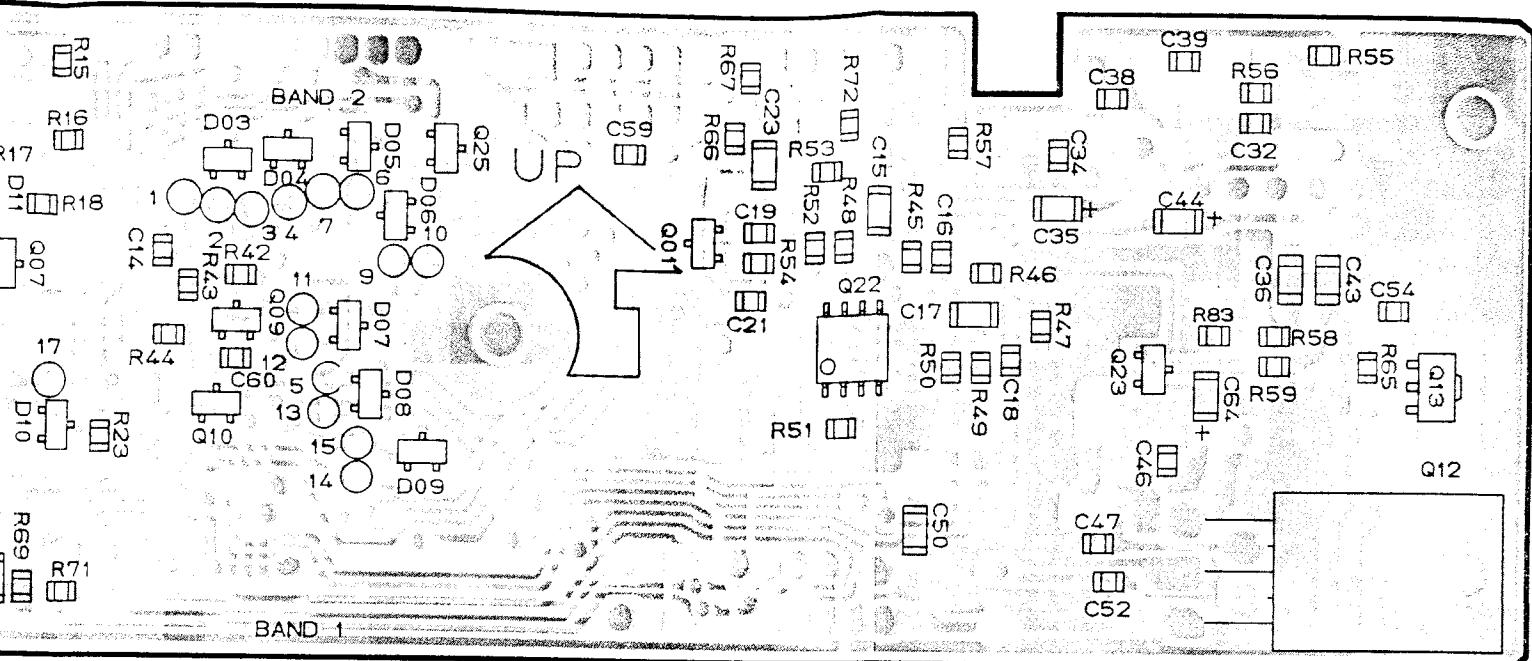 R15
R16
R17
D11
R18
Q07
BAND 2
D03
D04
D05
Q25
6
D06
1
2
3
4
7
10
9
C14
R42
R43
11
Q09
12
D07
R44
C60
17
D10
R23
Q10
5
13
D08
15
14
D09
R69
R71
BAND 1
UP
C59
R67
R66
C23
R72
R53
C15
R52
R48
C19
Q011
R54
C21
Q22
R45
C16
R57
C34
C38
C39
R55
R56
C32
C35
+
C44
+
R46
C17
R47
R50
R49
C18
R51
C36
C43
C54
R83
R58
R59
Q23
C64
+
R65
Q13
C46
Q12
C50
C47
C52